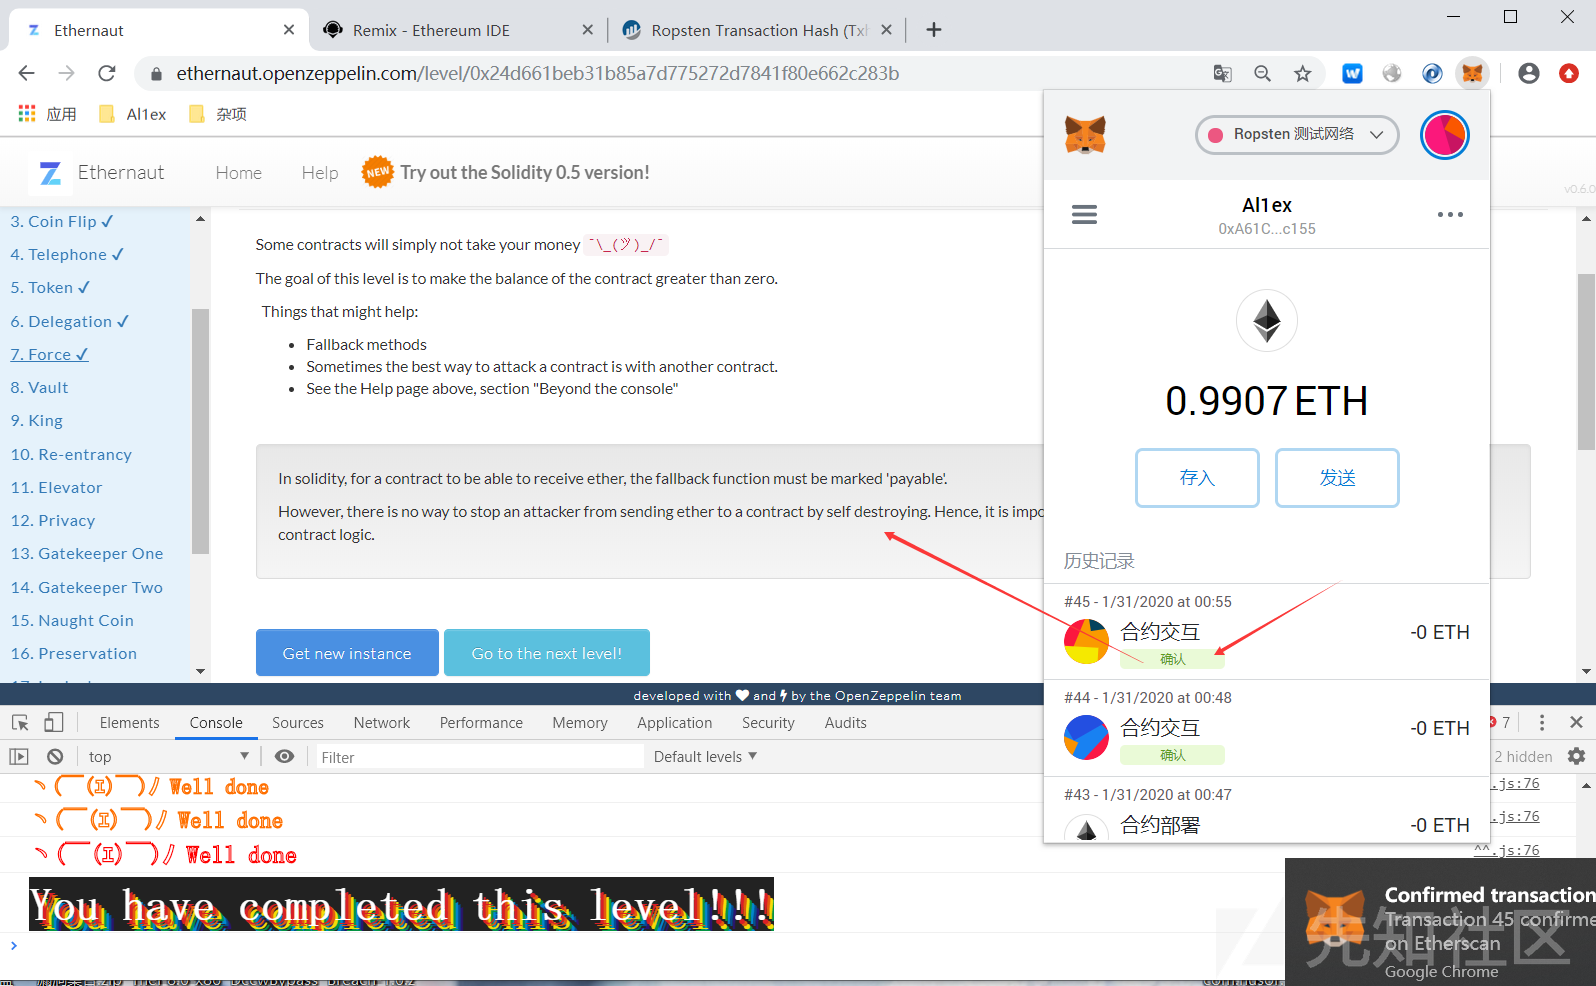 Ethernaut
Remix - Ethereum IDE
Ropsten Transaction Hash (Txh
ethernaut.openzeppelin.com/level/0x24d661beb31b85a7d775272d7841f80e662c283b
应用
Al1ex
杂项
Ethernaut
Home
Help
NEW
Try out the Solidity 0.5 version!
v0.6.0
3. Coin Flip ✓
4. Telephone ✓
5. Token ✓
6. Delegation ✓
7. Force ✓
8. Vault
9. King
10. Re-entrancy
11. Elevator
12. Privacy
13. Gatekeeper One
14. Gatekeeper Two
15. Naught Coin
16. Preservation
Some contracts will simply not take your money ¯\_(ツ)_/¯
The goal of this level is to make the balance of the contract greater than zero.
Things that might help:
• Fallback methods
• Sometimes the best way to attack a contract is with another contract.
• See the Help page above, section "Beyond the console"
In solidity, for a contract to be able to receive ether, the fallback function must be marked 'payable'.
However, there is no way to stop an attacker from sending ether to a contract by self destroying. Hence, it is impo
contract logic.
Get new instance
Go to the next level!
developed with ♥ and by the OpenZeppelin team
Ropsten 测试网络
Al1ex
0xA61C...c155
0.9907 ETH
存入
发送
历史记录
#45 - 1/31/2020 at 00:55
合约交互
-0 ETH
确认
#44 - 1/31/2020 at 00:48
合约交互
-0 ETH
确认
#43 - 1/31/2020 at 00:47
合约部署
-0 ETH
Elements
Console
Sources
Network
Performance
Memory
Application
Security
Audits
7
top
Filter
Default levels
2 hidden
ヽ(⌒(工)⌒)ノ Well done
.js:76
ヽ(⌒(工)⌒)ノ Well done
.js:76
ヽ(⌒(工)⌒)ノ Well done
^^.js:76
You have completed this level!!!
Confirmed transaction
Transaction 45 confirme
on Etherscan
Google Chrome
先知社区